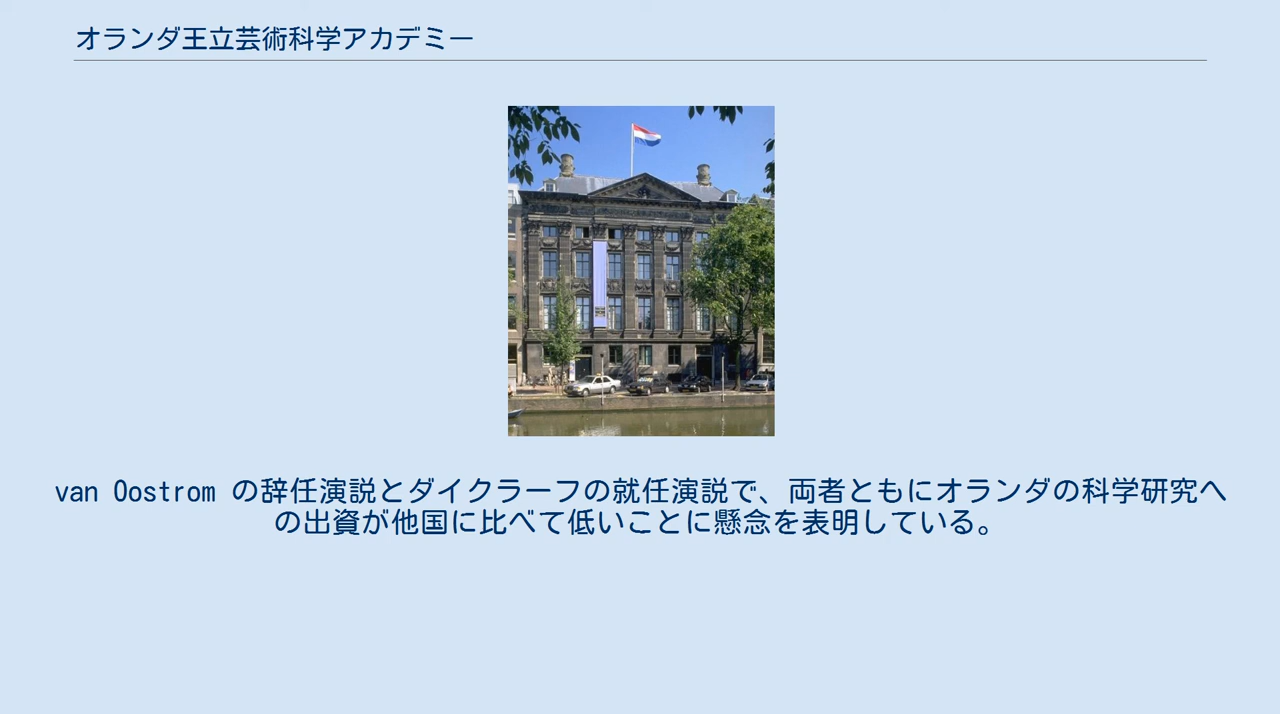 オランダ王立芸術科学アカデミー
van Oostrom の辞任演説とダイクラーフの就任演説で、両者ともにオランダの科学研究へ
の出資が他国に比べて低いことに懸念を表明している。